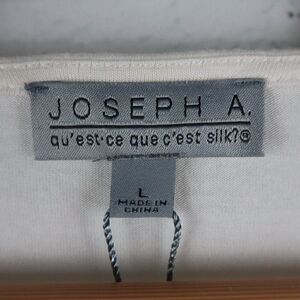 JOSEPH A.
qu'est-ce que c'est silk?®
L
MADE IN
CHINA